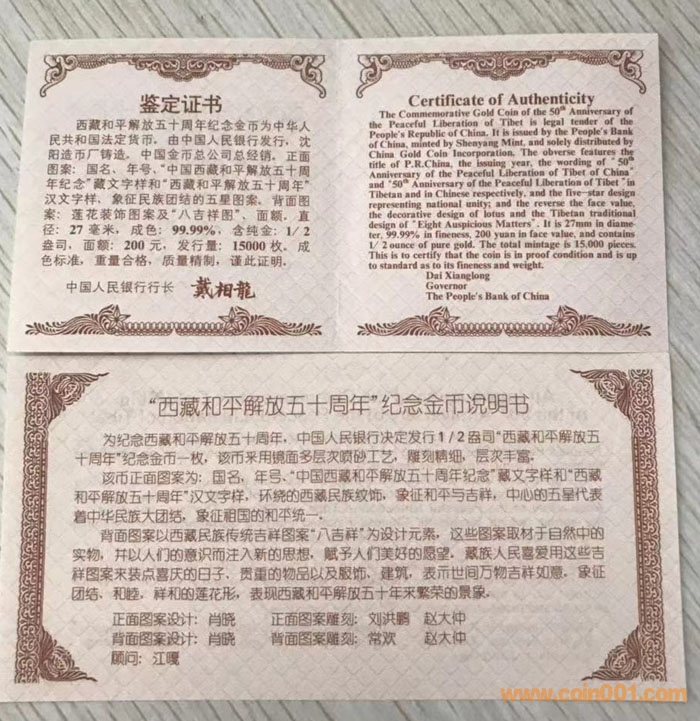 鉴定证书
西藏和平解放五十周年纪念金币为中华人
民共和国法定货币，由中国人民银行发行，沈
阳造币厂铸造，中国金币总公司总经销。正面
图案：国名、年号、“中国西藏和平解放五十周
年纪念”藏文字样和“西藏和平解放五十周年”
汉文字样、象征民族团结的五星图案。背面图
案：莲花装饰图案及“八吉祥图”、面额。直
径：27 毫米，成色：99.99%，含纯金：1/2
盎司，面额：200 元，发行量：15000 枚。成
色标准，重量合格，质量精制，谨此证明。
中国人民银行行长 戴相龍
Certificate of Authenticity
The Commemorative Gold Coin of the 50th Anniversary of
the Peaceful Liberation of Tibet is legal tender of the
People's Republic of China. It is issued by the People's Bank
of China, minted by Shenyang Mint, and solely distributed by
China Gold Coin Incorporation. The obverse features the
title of P.R.China, the issuing year, the wording of "50th
Anniversary of the Peaceful Liberation of Tibet of China"
and "50th Anniversary of the Peaceful Liberation of Tibet" in
Tibetan and in Chinese respectively, and the five-star design
representing national unity; and the reverse the face value,
the decorative design of lotus and the Tibetan traditional
design of "Eight Auspicious Matters". It is 27mm in diame-
ter, 99.99% in fineness, 200 yuan in face value, and contains
1/2 ounce of pure gold. The total mintage is 15,000 pieces.
This is to certify that the coin is in proof condition and is up
to standard as to its fineness and weight.
Dai Xianglong
Governor
The People's Bank of China
“西藏和平解放五十周年”纪念金币说明书
为纪念西藏和平解放五十周年，中国人民银行决定发行1/2盎司“西藏和平解放五
十周年”纪念金币一枚，该币采用镜面多层次喷砂工艺，雕刻精细，层次丰富。
该币正面图案为：国名、年号、“中国西藏和平解放五十周年纪念”藏文字样和“西藏
和平解放五十周年”汉文字样，环绕的西藏民族纹饰，象征和平与吉祥，中心的五星代表
着中华民族大团结，象征祖国的和平统一。
背面图案以西藏民族传统吉祥图案“八吉祥”为设计元素，这些图案取材于自然中的
实物，并以人们的意识而注入新的思想，赋予人们美好的愿望。藏族人民喜爱用这些吉
祥图案来装点喜庆的日子、贵重的物品以及服饰、建筑，表示世间万物吉祥如意，象征
团结、和睦，祥和的莲花形，表现西藏和平解放五十年来繁荣的景象。
正面图案设计：肖晓 正面图案雕刻：刘洪鹏 赵大仲
背面图案设计：肖晓 背面图案雕刻：常欢 赵大仲
顾问：江嘎
www.coin001.com